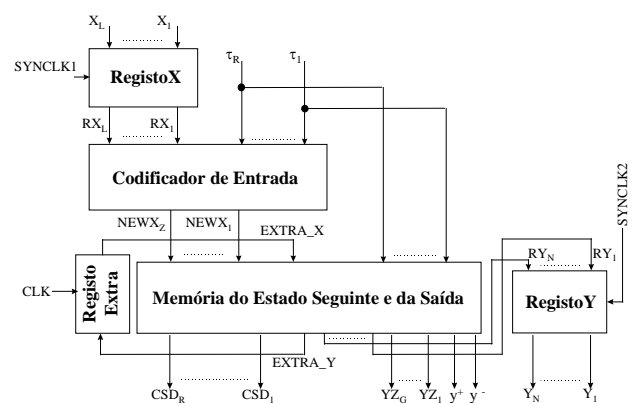 X_L X_1
SYNCLK1
RegistoX
τ_R τ_1
RX_L RX_1
Codificador de Entrada
SYNCLK2
NEWX_Z NEWX_1
EXTRA_X
RY_N RY_1
CLK
Registo
Extra
Memória do Estado Seguinte e da Saída
RegistoY
EXTRA_Y
CSD_R CSD_1 YZ_G YZ_1 y⁺ y⁻ Y_N Y_1